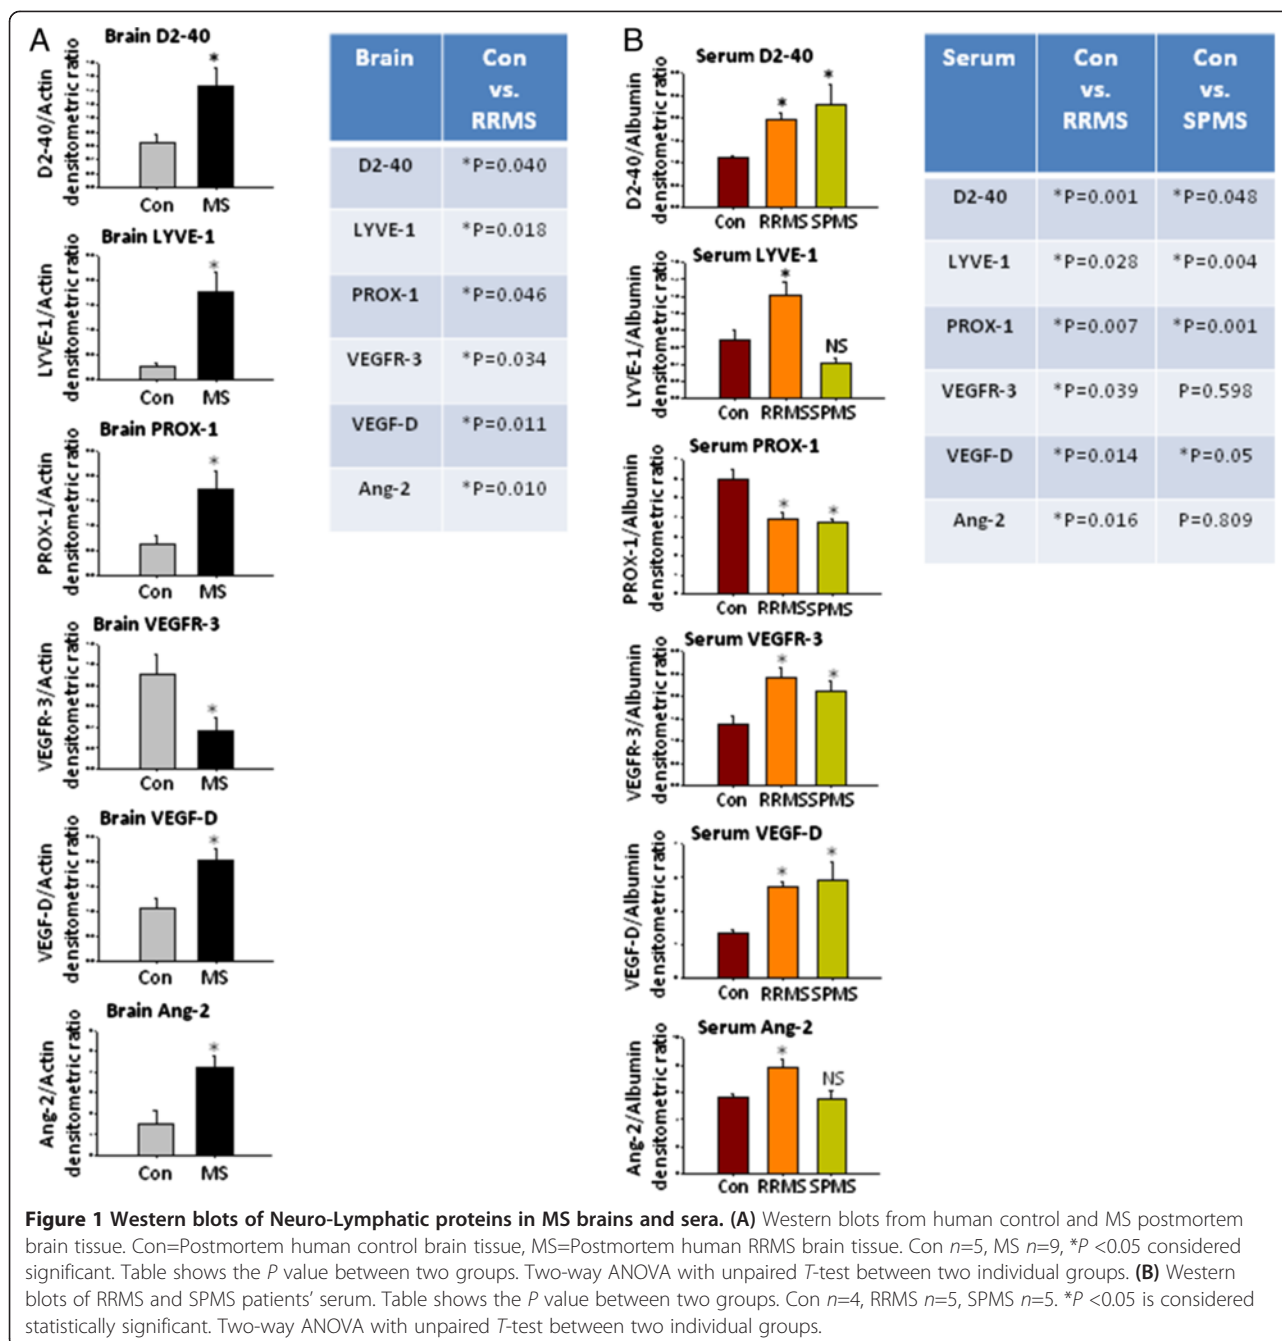 A
Brain D2-40
D2-40/Actin
densitometric ratio
*
Con MS
Brain LYVE-1
LYVE-1/Actin
densitometric ratio
*
Con MS
Brain PROX-1
PROX-1/Actin
densitometric ratio
*
Con MS
Brain VEGFR-3
VEGFR-3/Actin
densitometric ratio
*
Con MS
Brain VEGF-D
VEGF-D/Actin
densitometric ratio
*
Con MS
Brain Ang-2
Ang-2/Actin
densitometric ratio
*
Con MS
Brain Con
vs.
RRMS
D2-40 *P=0.040
LYVE-1 *P=0.018
PROX-1 *P=0.046
VEGFR-3 *P=0.034
VEGF-D *P=0.011
Ang-2 *P=0.010
B
Serum D2-40
D2-40/Albumin
densitometric ratio
* *
Con RRMS SPMS
Serum LYVE-1
LYVE-1/Albumin
densitometric ratio
* NS
Con RRMS SPMS
Serum PROX-1
PROX-1/Albumin
densitometric ratio
* *
Con RRMS SPMS
Serum VEGFR-3
VEGFR-3/Albumin
densitometric ratio
* *
Con RRMS SPMS
Serum VEGF-D
VEGF-D/Albumin
densitometric ratio
* *
Con RRMS SPMS
Serum Ang-2
Ang-2/Albumin
densitometric ratio
* NS
Con RRMS SPMS
Serum Con Con
vs. vs.
RRMS SPMS
D2-40 *P=0.001 *P=0.048
LYVE-1 *P=0.028 *P=0.004
PROX-1 *P=0.007 *P=0.001
VEGFR-3 *P=0.039 P=0.598
VEGF-D *P=0.014 *P=0.05
Ang-2 *P=0.016 P=0.809
Figure 1 Western blots of Neuro-Lymphatic proteins in MS brains and sera. (A) Western blots from human control and MS postmortem
brain tissue. Con=Postmortem human control brain tissue, MS=Postmortem human RRMS brain tissue. Con n=5, MS n=9, *P <0.05 considered
significant. Table shows the P value between two groups. Two-way ANOVA with unpaired T-test between two individual groups. (B) Western
blots of RRMS and SPMS patients' serum. Table shows the P value between two groups. Con n=4, RRMS n=5, SPMS n=5. *P <0.05 is considered
statistically significant. Two-way ANOVA with unpaired T-test between two individual groups.